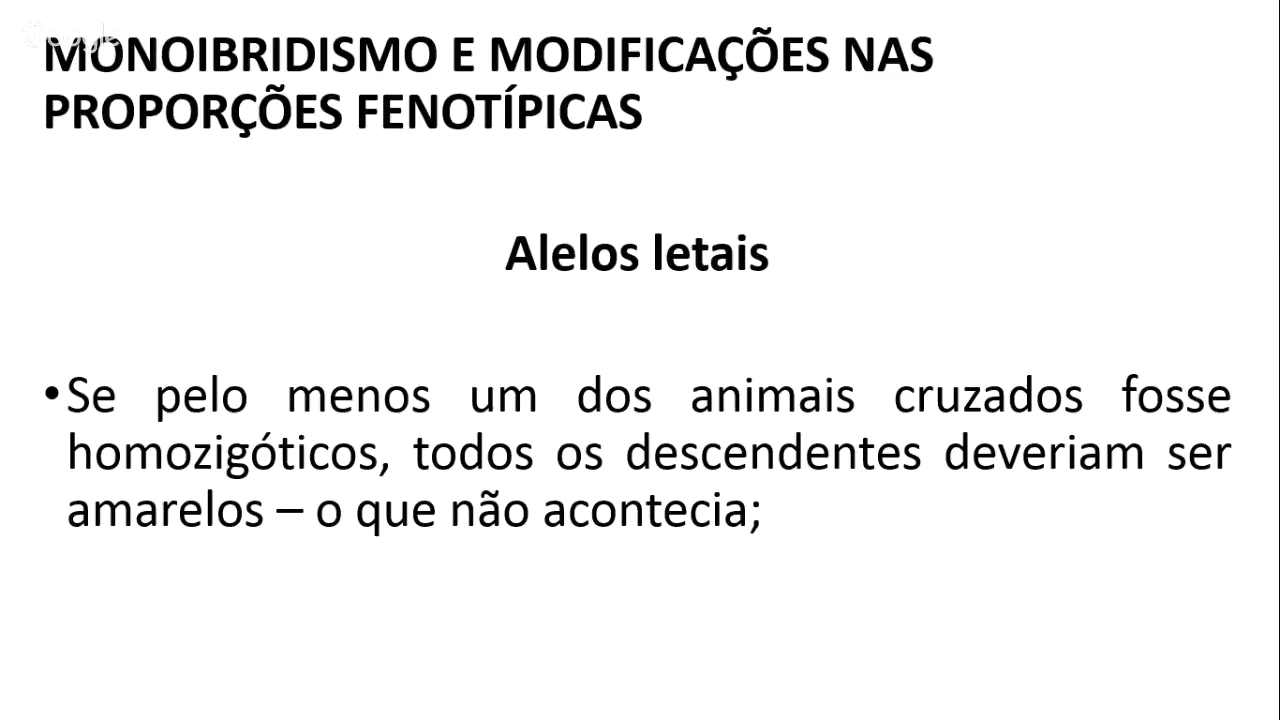 Google
MONOIBRIDISMO E MODIFICAÇÕES NAS
PROPORÇÕES FENOTÍPICAS
Alelos letais
•Se pelo menos um dos animais cruzados fosse
homozigóticos, todos os descendentes deveriam ser
amarelos – o que não acontecia;